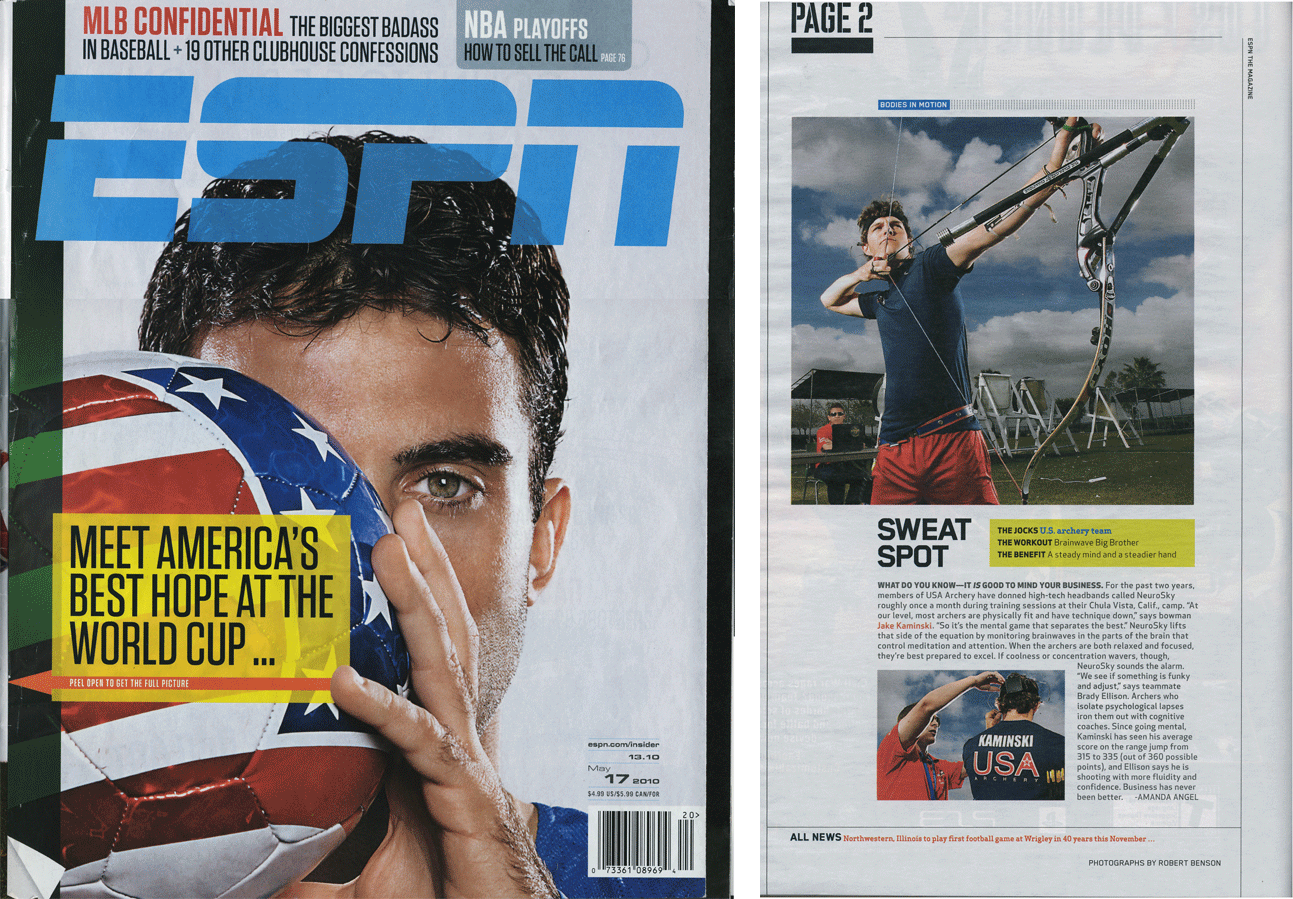 MLB CONFIDENTIAL THE BIGGEST BADASS
IN BASEBALL + 19 OTHER CLUBHOUSE CONFESSIONS
NBA PLAYOFFS
HOW TO SELL THE CALL PAGE 76
ESPN
MEET AMERICA'S
BEST HOPE AT THE
WORLD CUP ...
PEEL OPEN TO GET THE FULL PICTURE
espn.com/insider
13.10
May
17 2010
$4.99 US/$5.99 CAN/FOR
20>
0 73361 08969 4
PAGE 2
ESPN THE MAGAZINE
BODIES IN MOTION
SWEAT
SPOT
THE JOCKS U.S. archery team
THE WORKOUT Brainwave Big Brother
THE BENEFIT A steady mind and a steadier hand
WHAT DO YOU KNOW—IT IS GOOD TO MIND YOUR BUSINESS. For the past two years,
members of USA Archery have donned high-tech headbands called NeuroSky
roughly once a month during training sessions at their Chula Vista, Calif., camp. "At
our level, most archers are physically fit and have technique down," says bowman
Jake Kaminski. "So it's the mental game that separates the best." NeuroSky lifts
that side of the equation by monitoring brainwaves in the parts of the brain that
control meditation and attention. When the archers are both relaxed and focused,
they're best prepared to excel. If coolness or concentration wavers, though,
NeuroSky sounds the alarm.
"We see if something is funky
and adjust," says teammate
Brady Ellison. Archers who
isolate psychological lapses
iron them out with cognitive
coaches. Since going mental,
Kaminski has seen his average
score on the range jump from
315 to 335 (out of 360 possible
points), and Ellison says he is
shooting with more fluidity and
confidence. Business has never
been better. -AMANDA ANGEL
KAMINSKI
USA
ARCHERY
ALL NEWS Northwestern, Illinois to play first football game at Wrigley in 40 years this November ...
PHOTOGRAPHS BY ROBERT BENSON